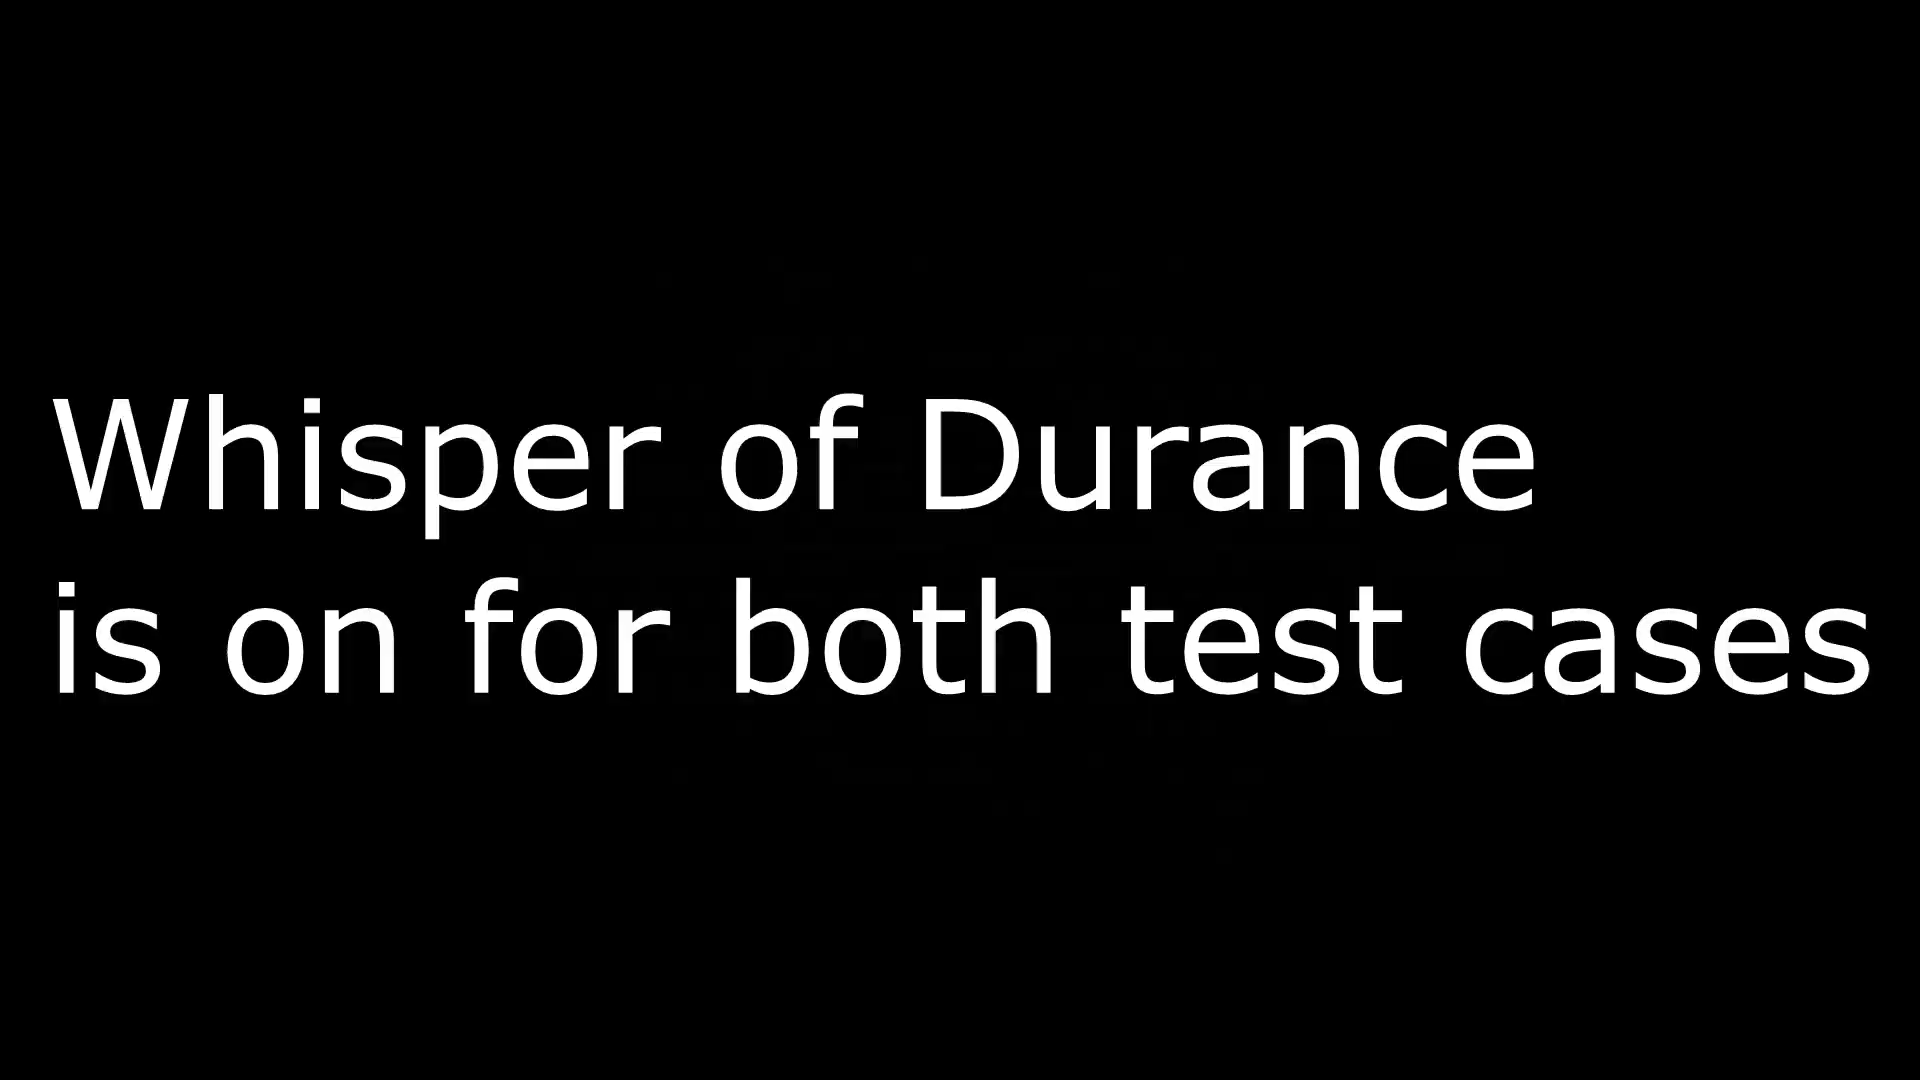 Whisper of Durance
is on for both test cases